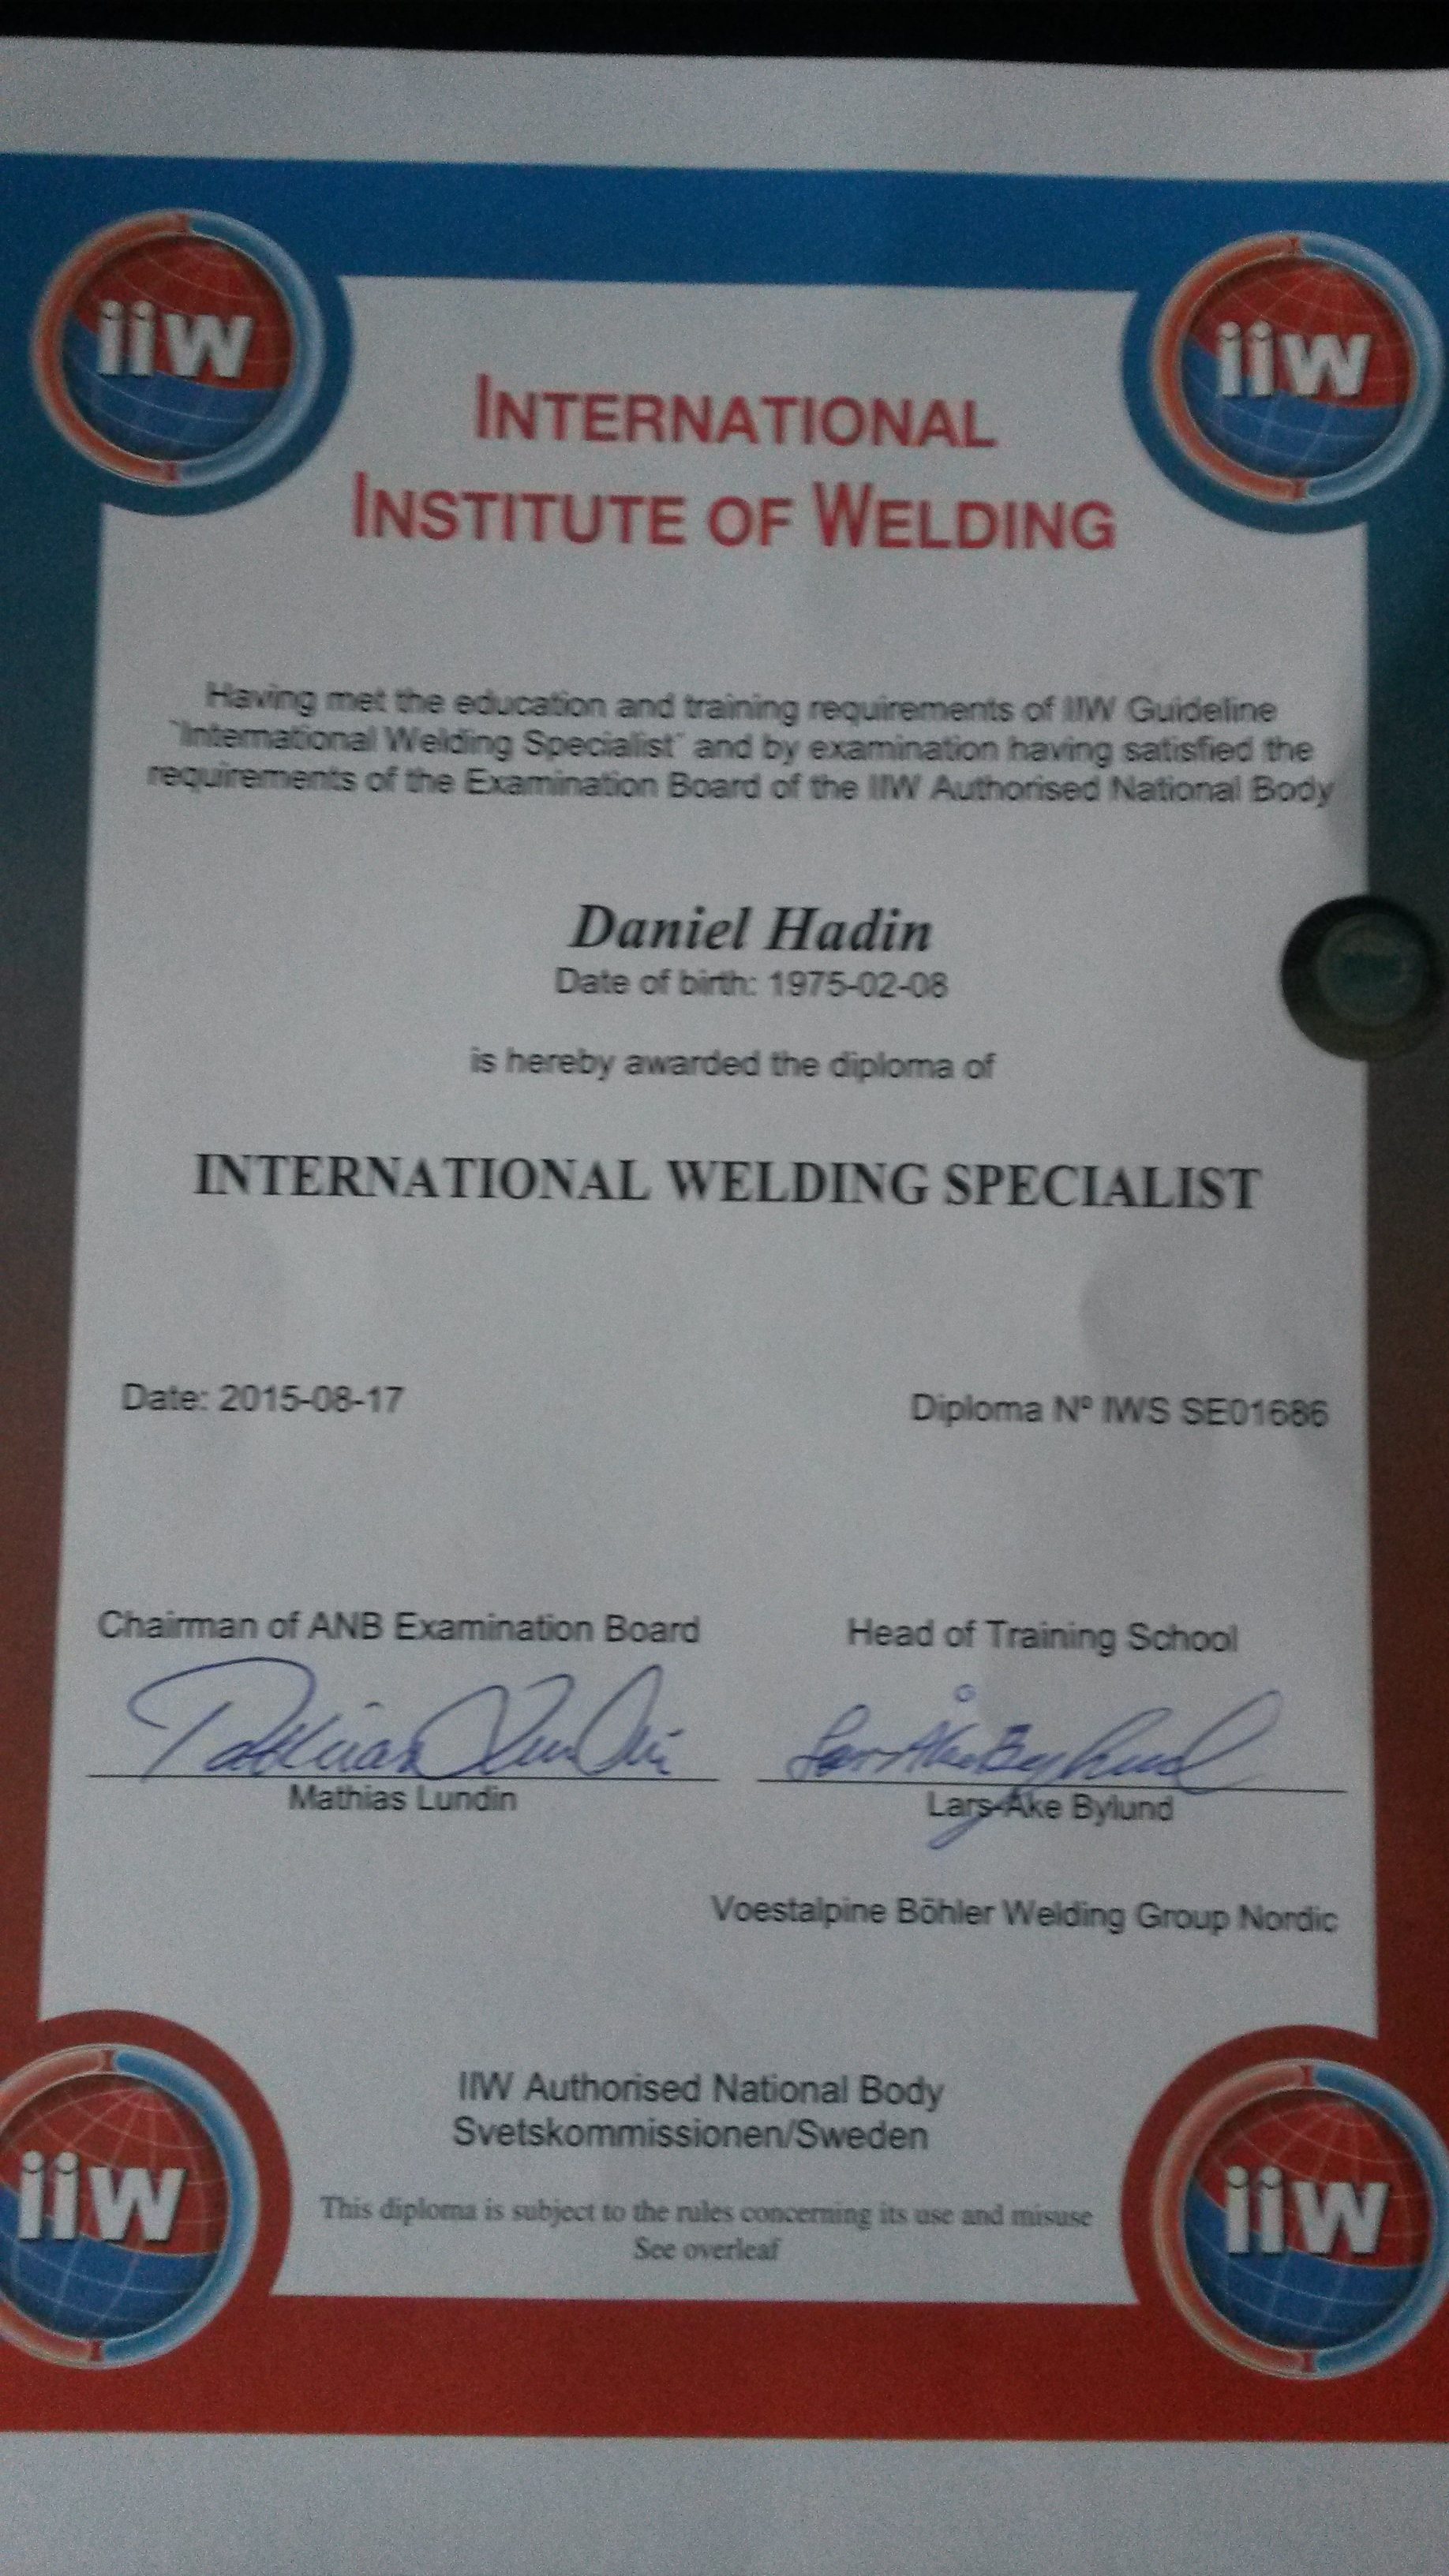 iiw
iiw
INTERNATIONAL
INSTITUTE OF WELDING
Having met the education and training requirements of IIW Guideline
"International Welding Specialist" and by examination having satisfied the
requirements of the Examination Board of the IIW Authorised National Body
Daniel Hadin
Date of birth: 1975-02-08
is hereby awarded the diploma of
INTERNATIONAL WELDING SPECIALIST
Date: 2015-08-17
Diploma Nº IWS SE01686
Chairman of ANB Examination Board
Head of Training School
Mathias Lundin
Lars-Åke Bylund
Mathias Lundin
Lars-Åke Bylund
Voestalpine Böhler Welding Group Nordic
IIW Authorised National Body
Svetskommissionen/Sweden
This diploma is subject to the rules concerning its use and misuse
See overleaf
iiw
iiw